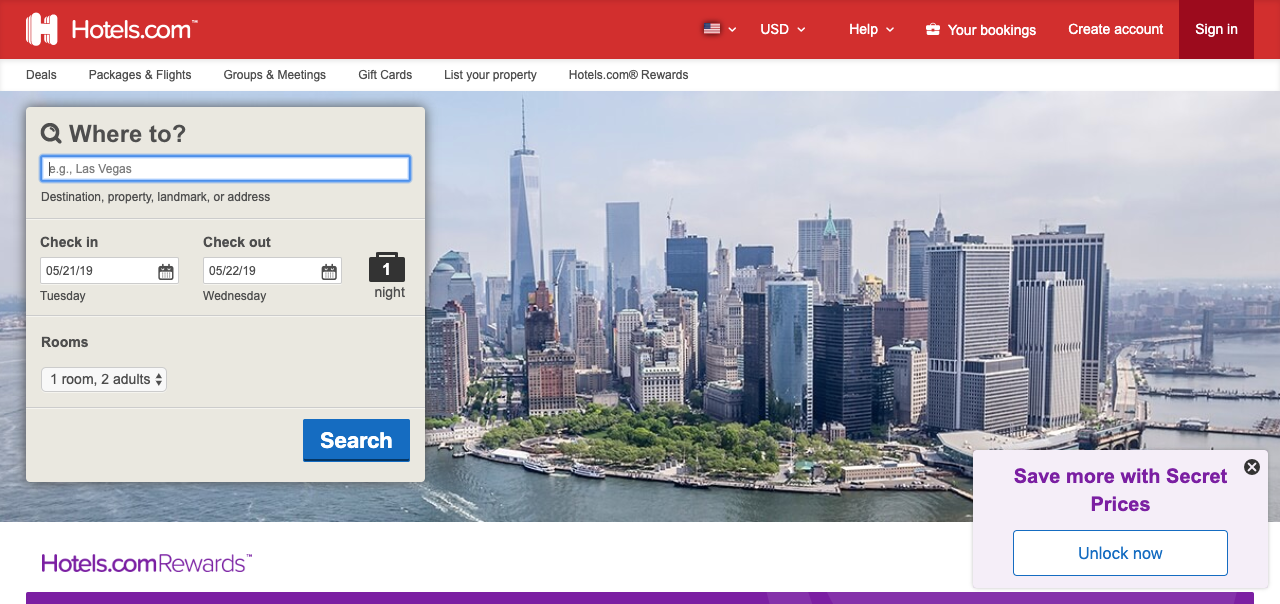 Hotels.com™
USD
Help
Your bookings
Create account
Sign in
Deals
Packages & Flights
Groups & Meetings
Gift Cards
List your property
Hotels.com® Rewards
Where to?
e.g., Las Vegas
Destination, property, landmark, or address
Check in
Check out
05/21/19
05/22/19
1
night
Tuesday
Wednesday
Rooms
1 room, 2 adults
Search
Save more with Secret
Prices
Unlock now
Hotels.comRewards™